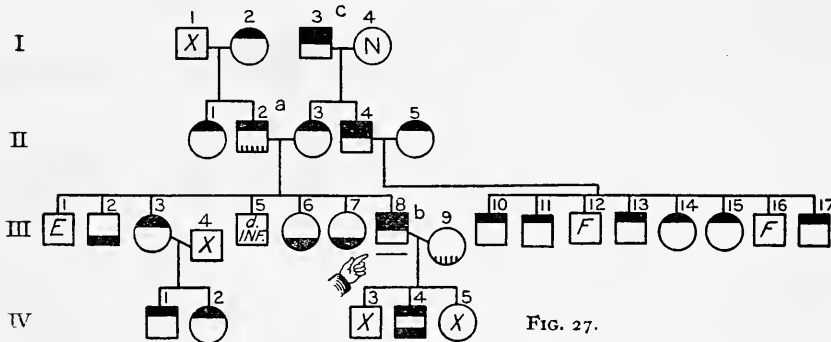 1 2 3 c 4
I X N
1 2 a 3 4 5
II
1 2 3 4 5 6 7 8 b 9 10 11 12 13 14 15 16 17
III E X d. INF. F F
1 2 3 4 5
IV X X FIG. 27.